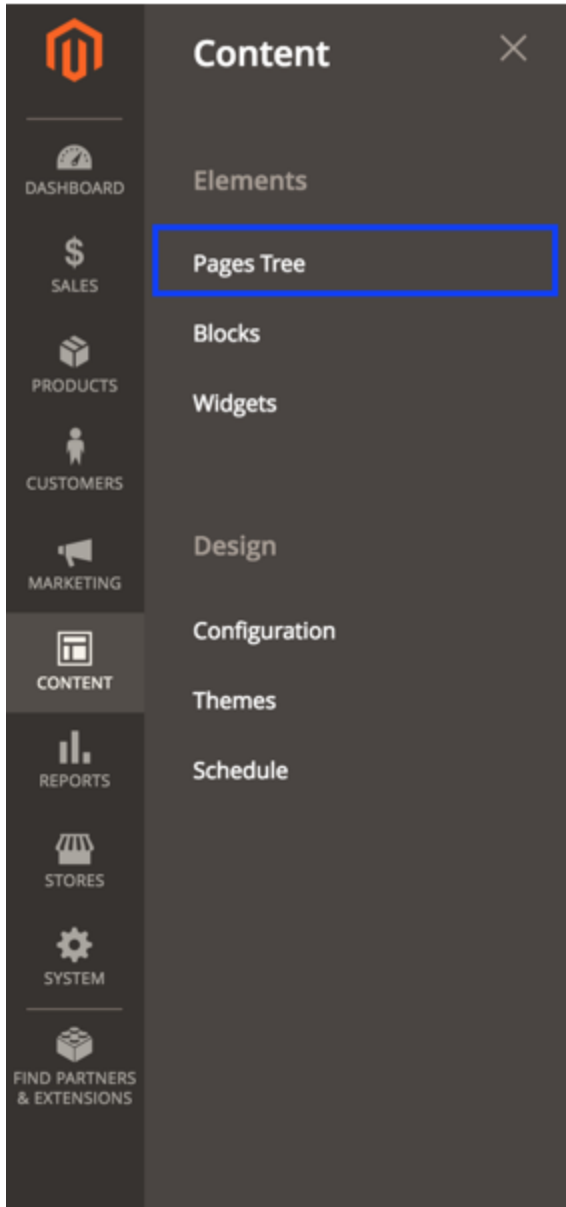 Content
DASHBOARD
SALES
PRODUCTS
CUSTOMERS
MARKETING
CONTENT
REPORTS
STORES
SYSTEM
FIND PARTNERS
& EXTENSIONS
Elements
Pages Tree
Blocks
Widgets
Design
Configuration
Themes
Schedule